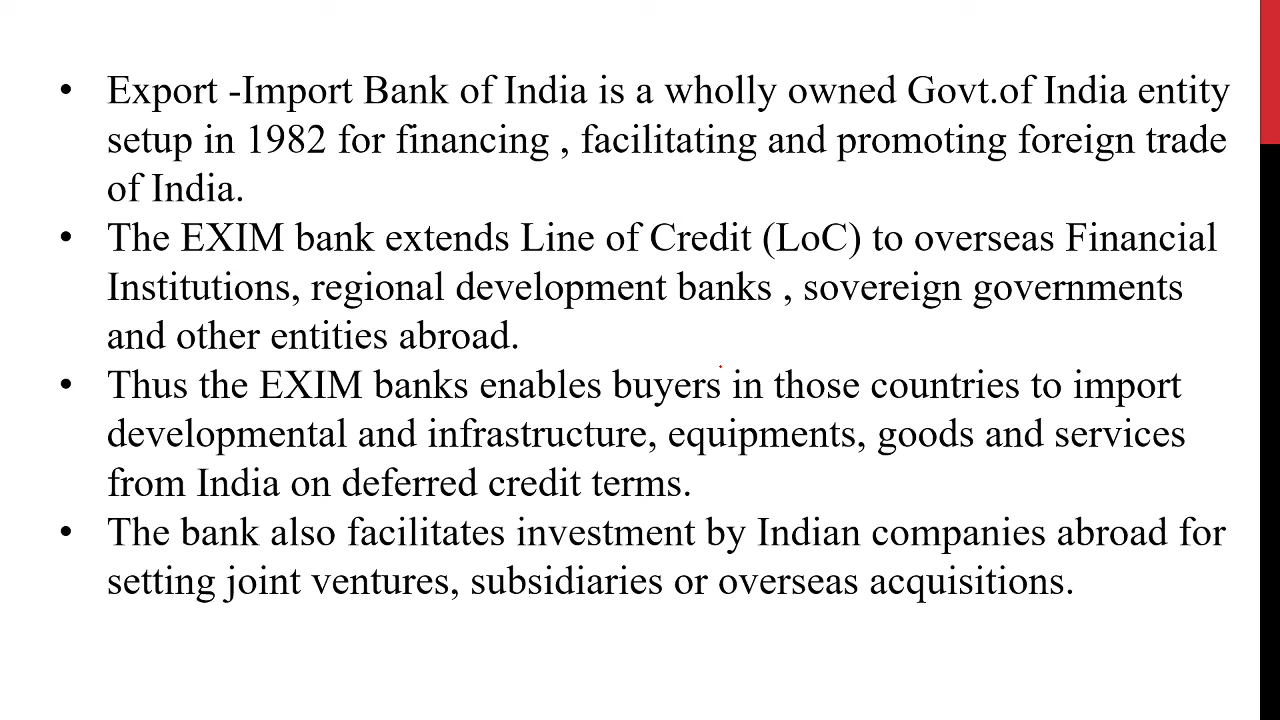 • Export -Import Bank of India is a wholly owned Govt.of India entity
setup in 1982 for financing , facilitating and promoting foreign trade
of India.
• The EXIM bank extends Line of Credit (LoC) to overseas Financial
Institutions, regional development banks , sovereign governments
and other entities abroad.
• Thus the EXIM banks enables buyers in those countries to import
developmental and infrastructure, equipments, goods and services
from India on deferred credit terms.
• The bank also facilitates investment by Indian companies abroad for
setting joint ventures, subsidiaries or overseas acquisitions.